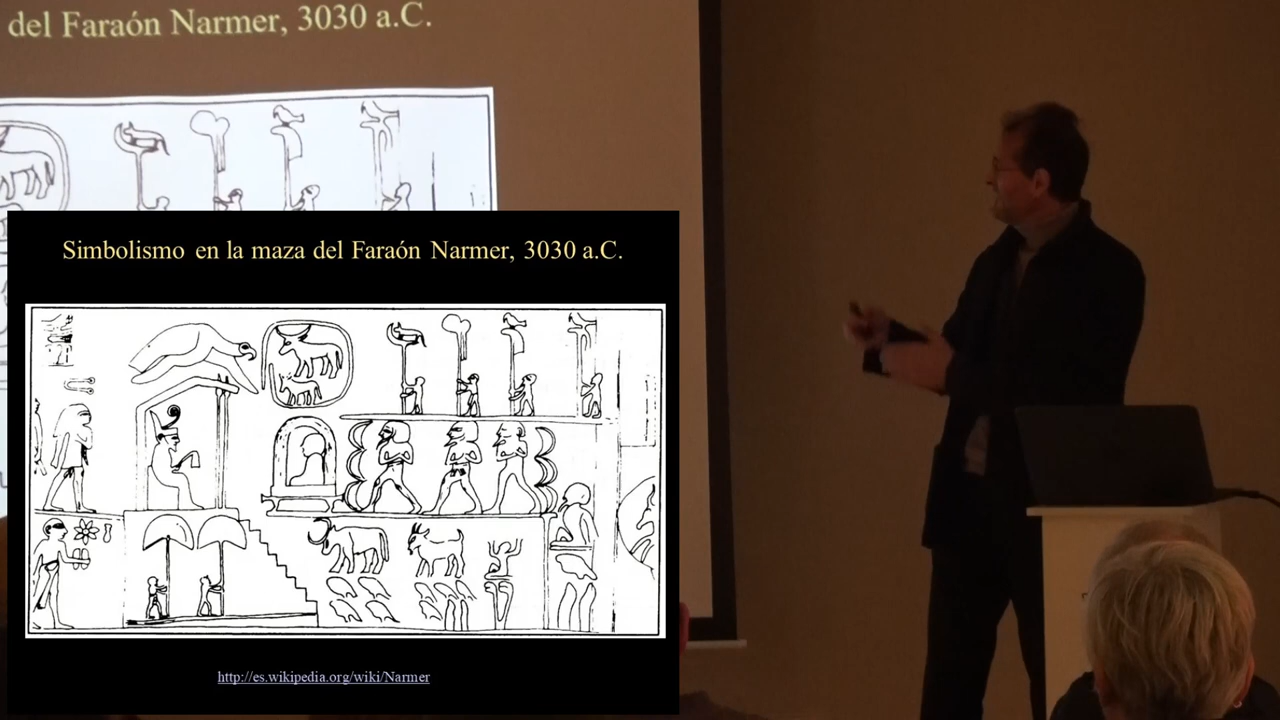 del Faraón Narmer, 3030 a.C.
Simbolismo en la maza del Faraón Narmer, 3030 a.C.
http://es.wikipedia.org/wiki/Narmer